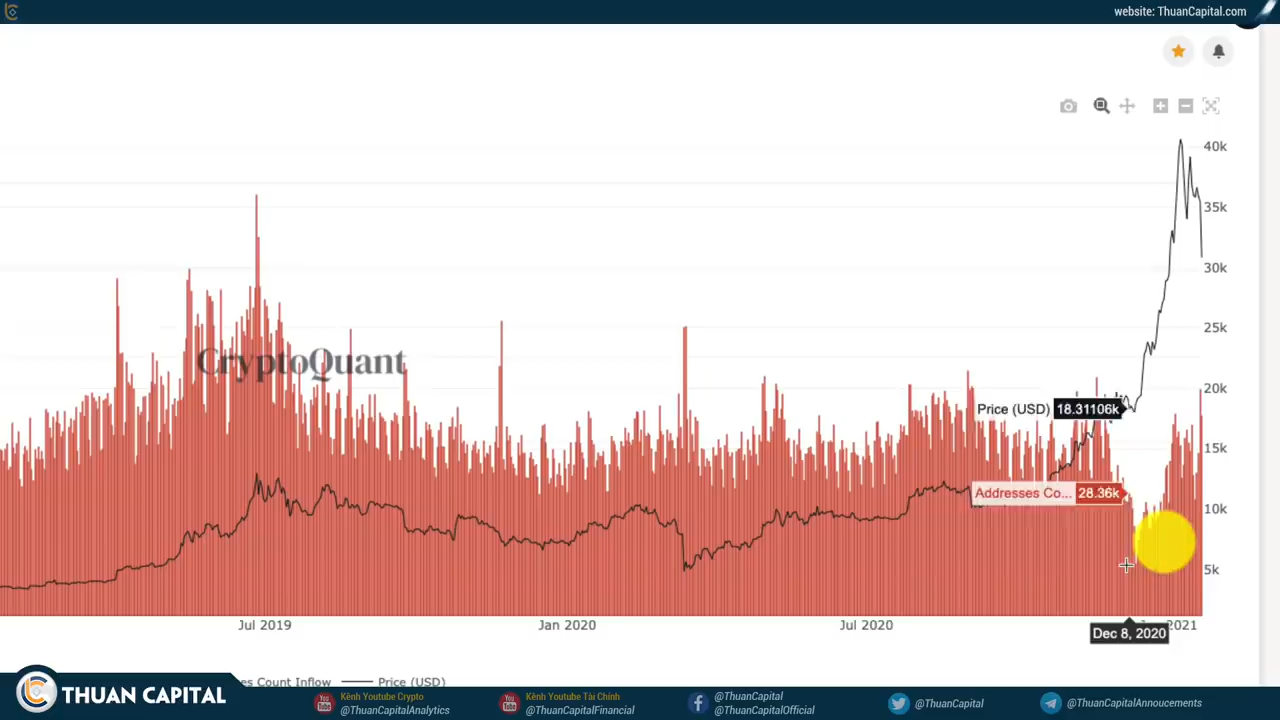 website: ThuanCapital.com
40k
35k
30k
25k
CryptoQuant
20k
Price (USD) 18.31106k
15k
Addresses Co... 28.36k
10k
5k
Jul 2019
Jan 2020
Jul 2020
2021
Dec 8, 2020
es Count Inflow
Price (USD)
THUAN CAPITAL
Kênh Youtube Crypto
@ThuanCapitalAnalytics
Kênh Youtube Tài Chính
@ThuanCapitalFinancial
@ThuanCapital
@ThuanCapitalOfficial
@ThuanCapital
@ThuanCapitalAnnoucements